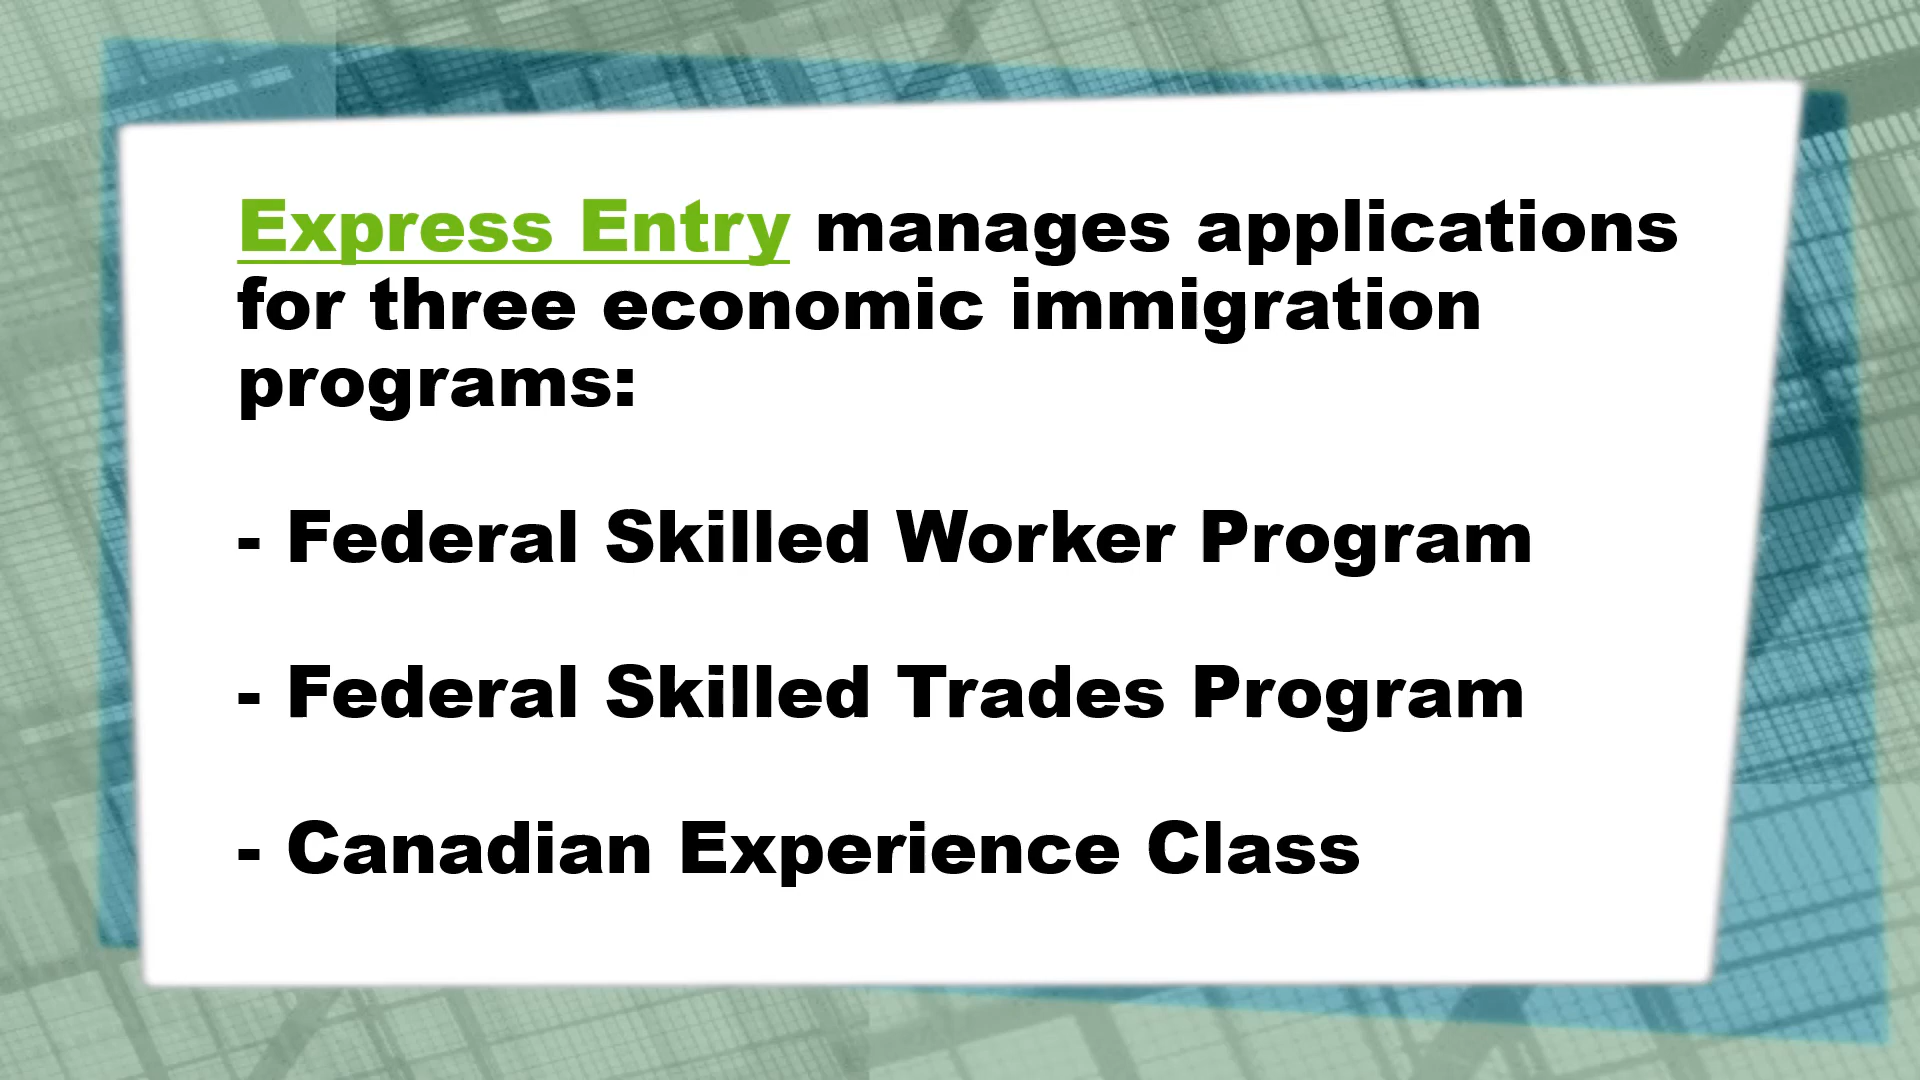 Express Entry manages applications
for three economic immigration
programs:
- Federal Skilled Worker Program
- Federal Skilled Trades Program
- Canadian Experience Class